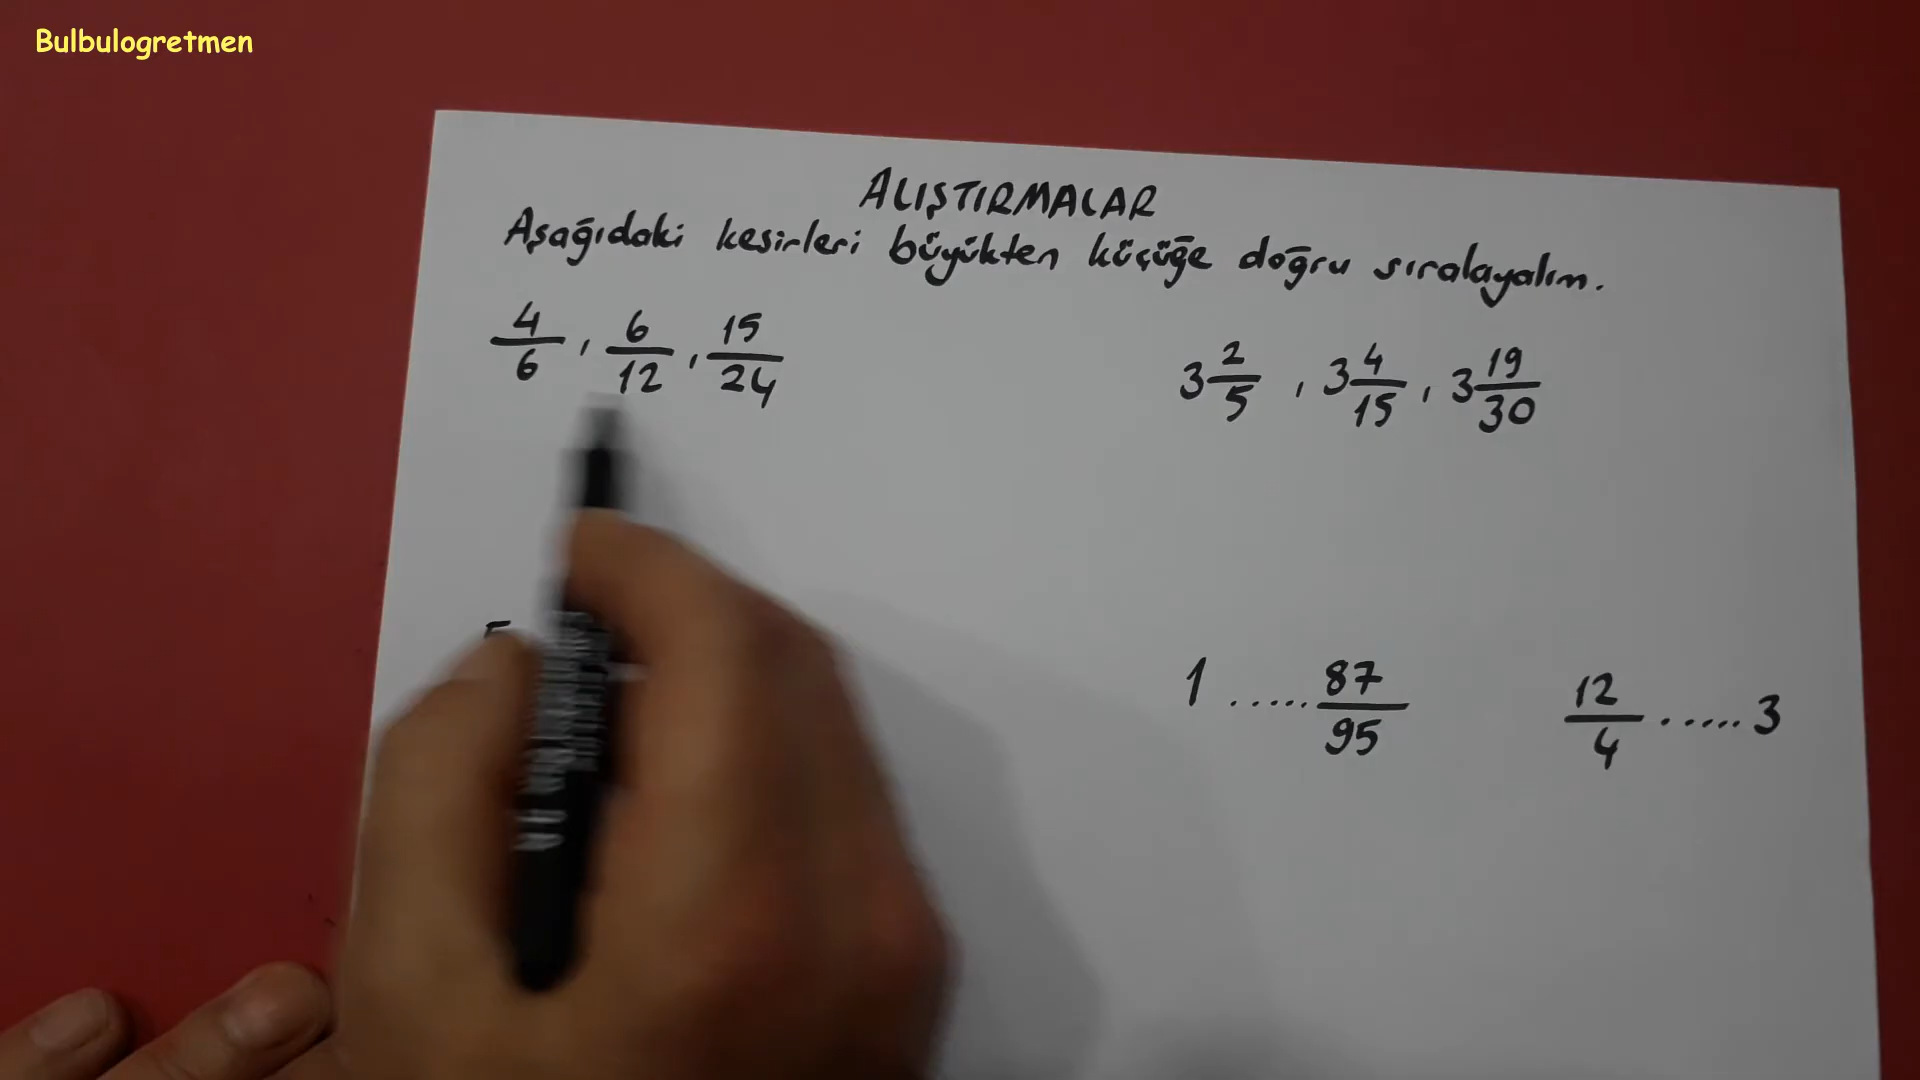 Bulbulogretmen
ALIŞTIRMALAR
Aşağıdaki kesirleri büyükten küçüğe doğru sıralayalım.
4/6 , 6/12 , 15/24
3 2/5 , 3 4/15 , 3 19/30
1 ..... 87/95
12/4 ..... 3